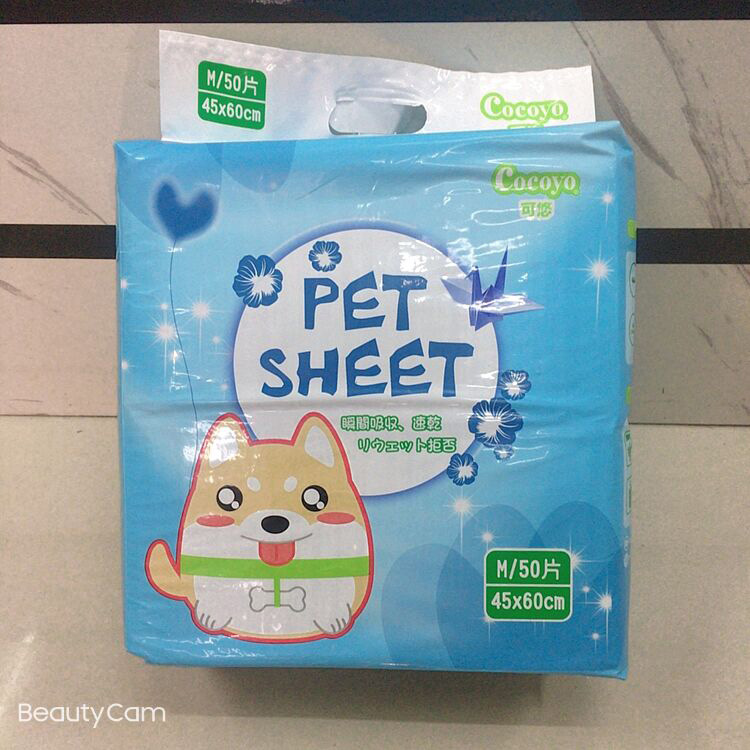 M/50片
45x60cm
Cocoyo
Cocoyo
可悠
PET
SHEET
瞬間吸収、速乾
リウェット拒否
M/50片
45x60cm
BeautyCam